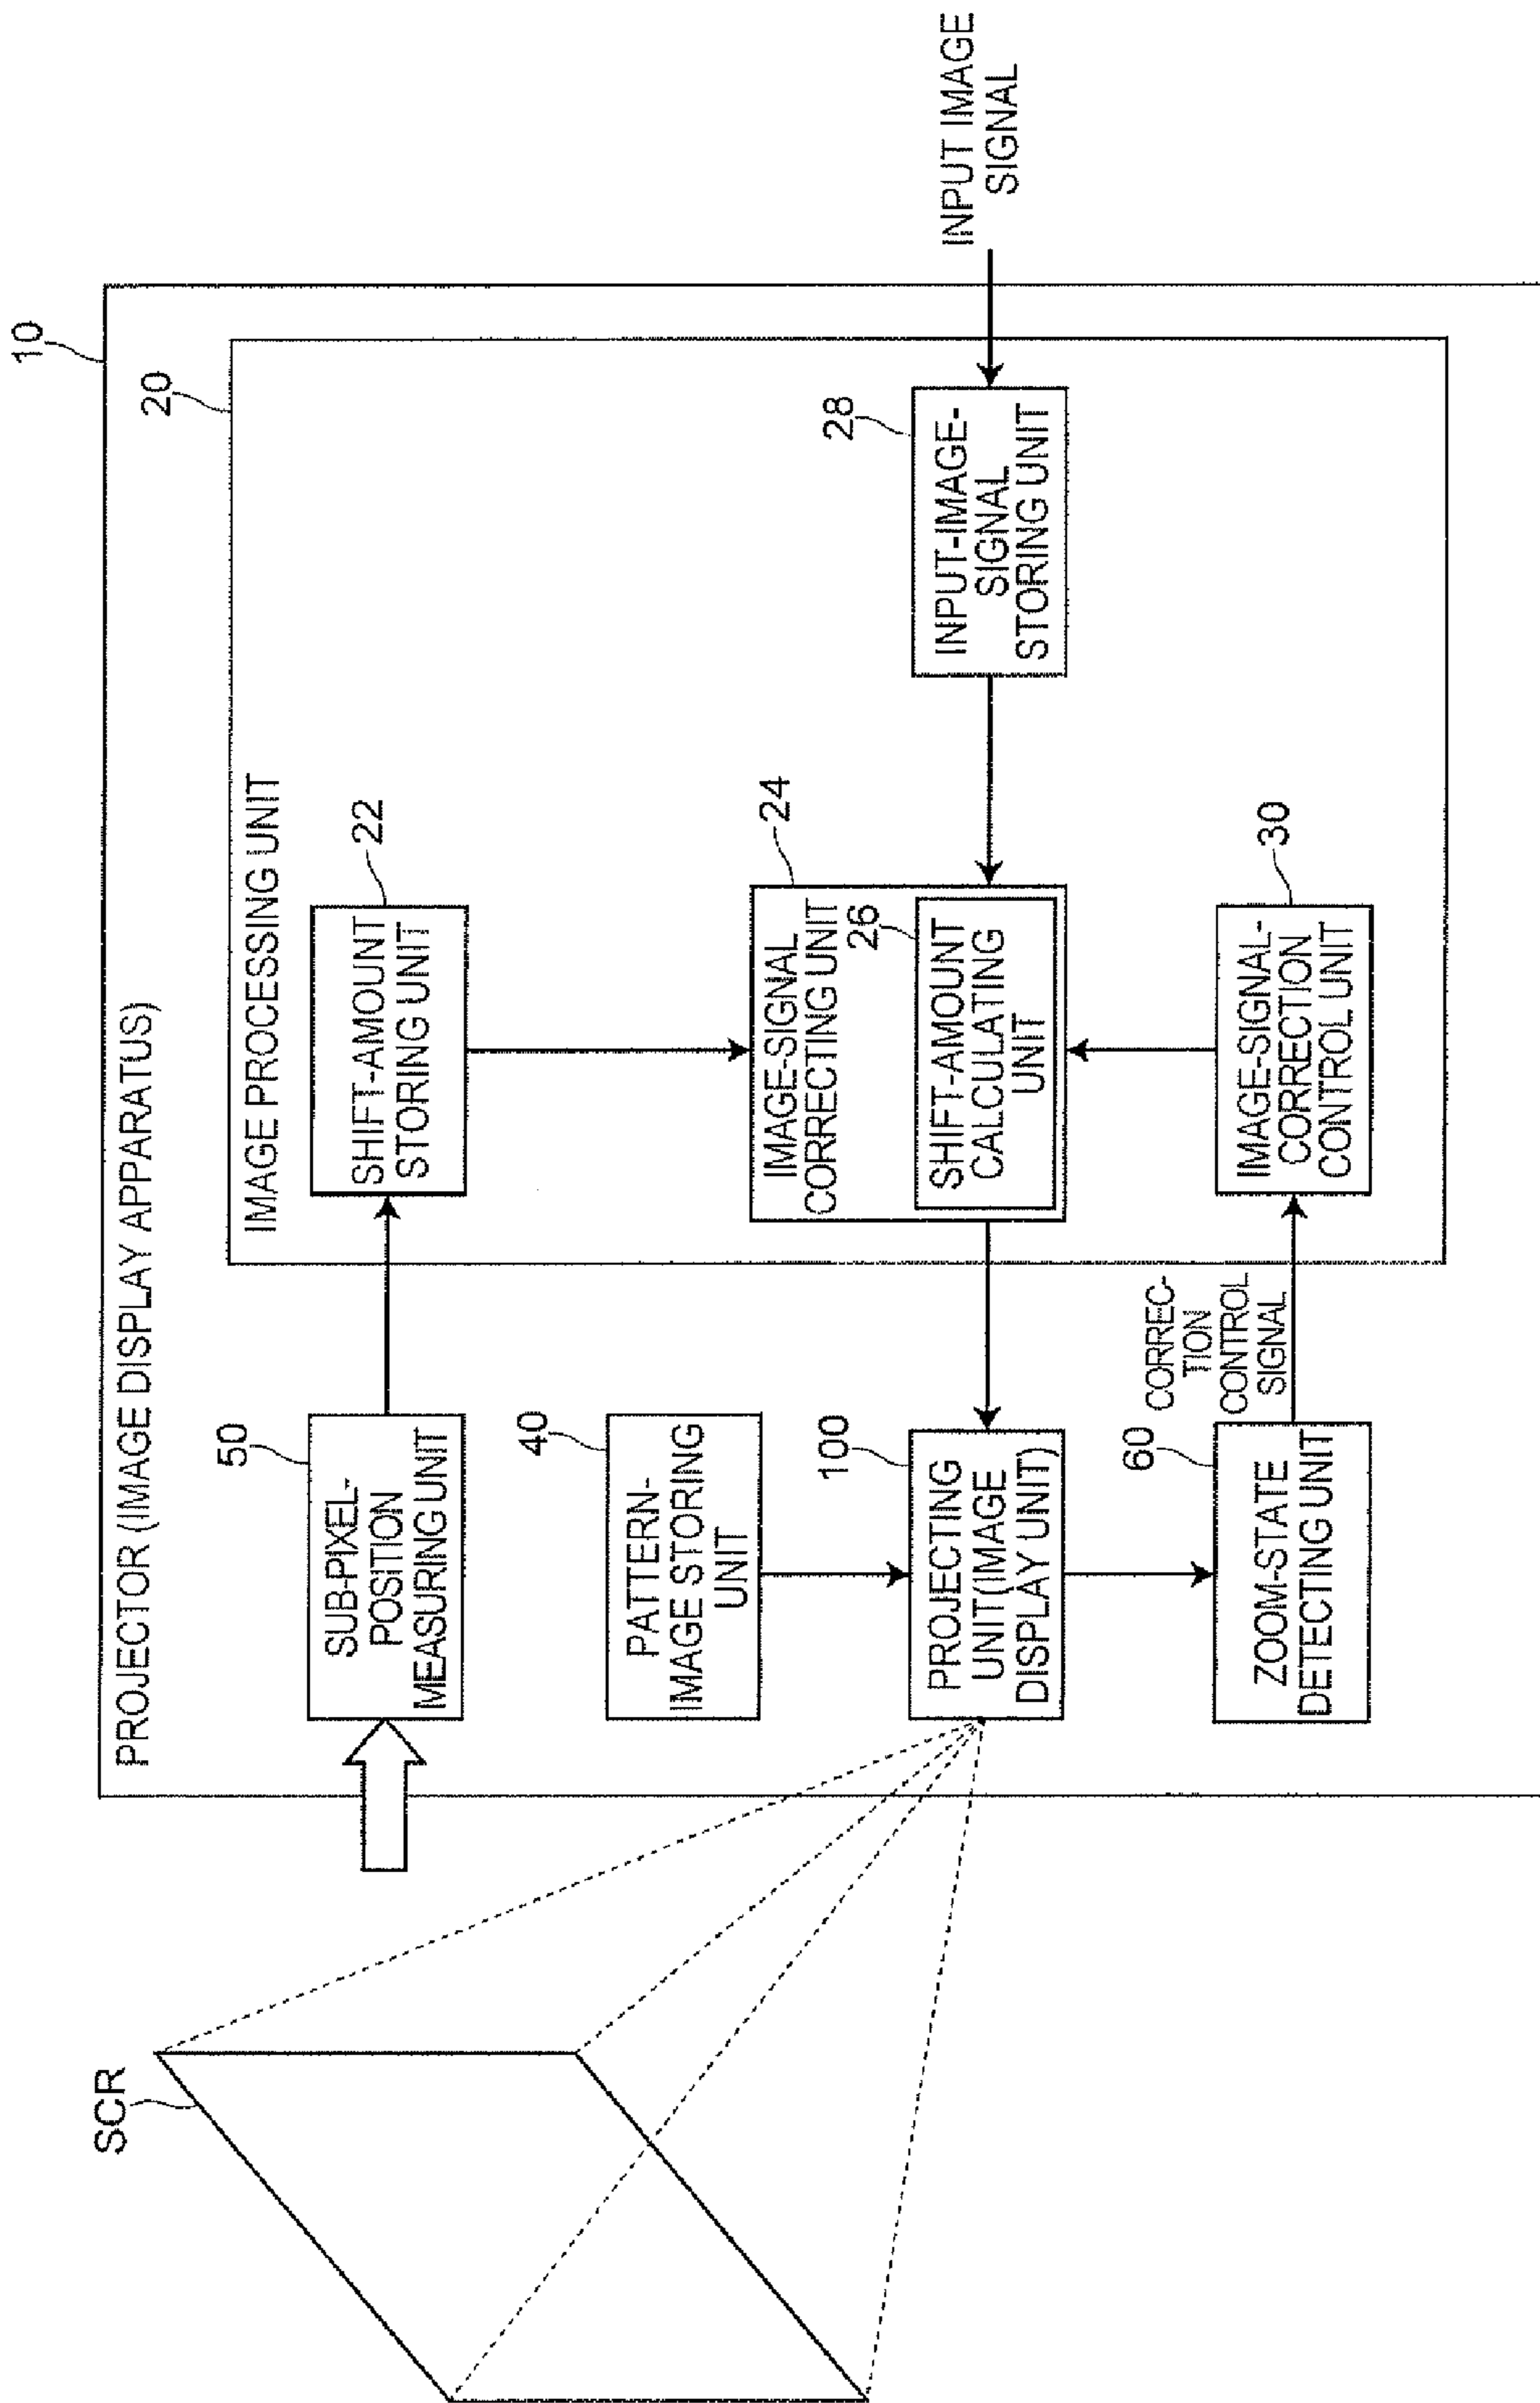 10
PROJECTOR (IMAGE DISPLAY APPARATUS)
20
IMAGE PROCESSING UNIT
SCR
50
SUB-PIXEL-
POSITION
MEASURING UNIT
22
SHIFT-AMOUNT
STORING UNIT
40
PATTERN-
IMAGE STORING
UNIT
24
IMAGE-SIGNAL
CORRECTING UNIT
26
SHIFT-AMOUNT
CALCULATING
UNIT
28
INPUT-IMAGE-
SIGNAL
STORING UNIT
INPUT IMAGE
SIGNAL
100
PROJECTING
UNIT(IMAGE
DISPLAY UNIT)
60
ZOOM-STATE
DETECTING UNIT
CORREC-
TION
CONTROL
SIGNAL
30
IMAGE-SIGNAL-
CORRECTION
CONTROL UNIT